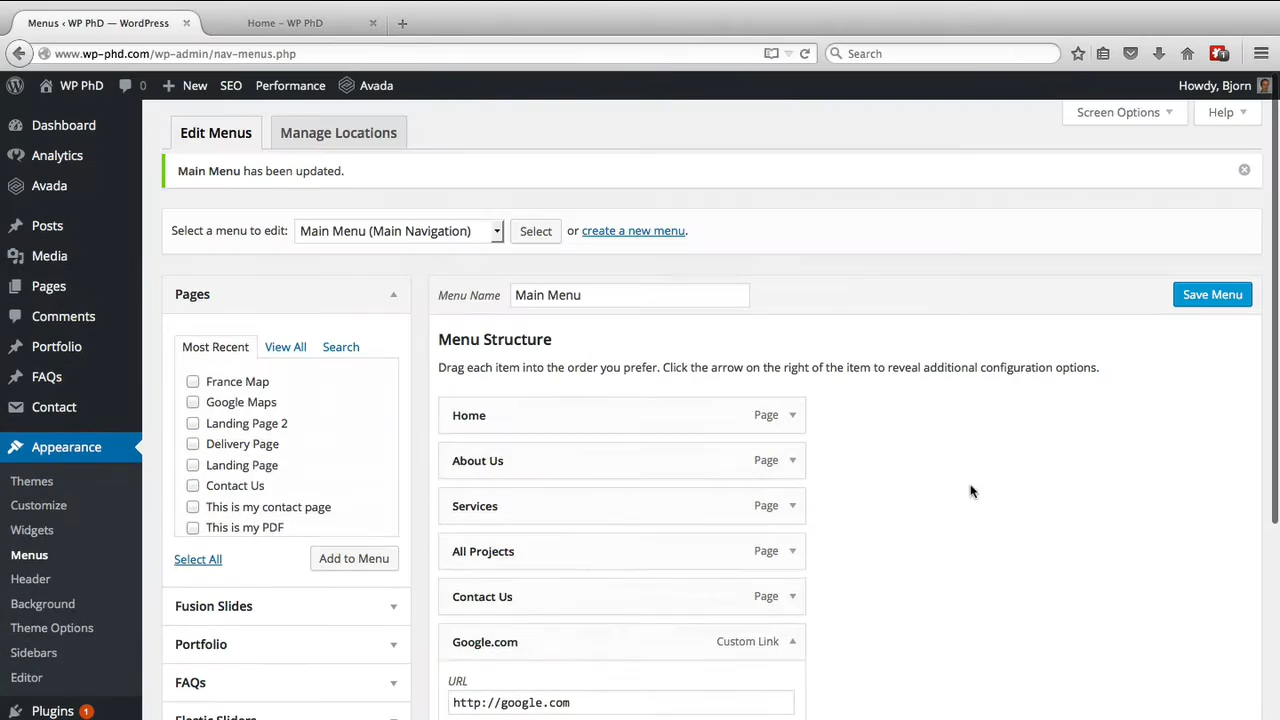 Menus ‹ WP PhD — WordPress
Home – WP PhD
www.wp-phd.com/wp-admin/nav-menus.php
Search
1
WP PhD
0
New
SEO
Performance
Avada
Howdy, Bjorn
Dashboard
Analytics
Avada
Posts
Media
Pages
Comments
Portfolio
FAQs
Contact
Appearance
Themes
Customize
Widgets
Menus
Header
Background
Theme Options
Sidebars
Editor
Plugins 1
Screen Options
Help
Edit Menus
Manage Locations
Main Menu has been updated.
Select a menu to edit:
Main Menu (Main Navigation)
Select
or create a new menu.
Pages
Most Recent
View All
Search
France Map
Google Maps
Landing Page 2
Delivery Page
Landing Page
Contact Us
This is my contact page
This is my PDF
Select All
Add to Menu
Fusion Slides
Portfolio
FAQs
Elastic Sliders
Menu Name
Main Menu
Save Menu
Menu Structure
Drag each item into the order you prefer. Click the arrow on the right of the item to reveal additional configuration options.
Home Page
About Us Page
Services Page
All Projects Page
Contact Us Page
Google.com Custom Link
URL
http://google.com